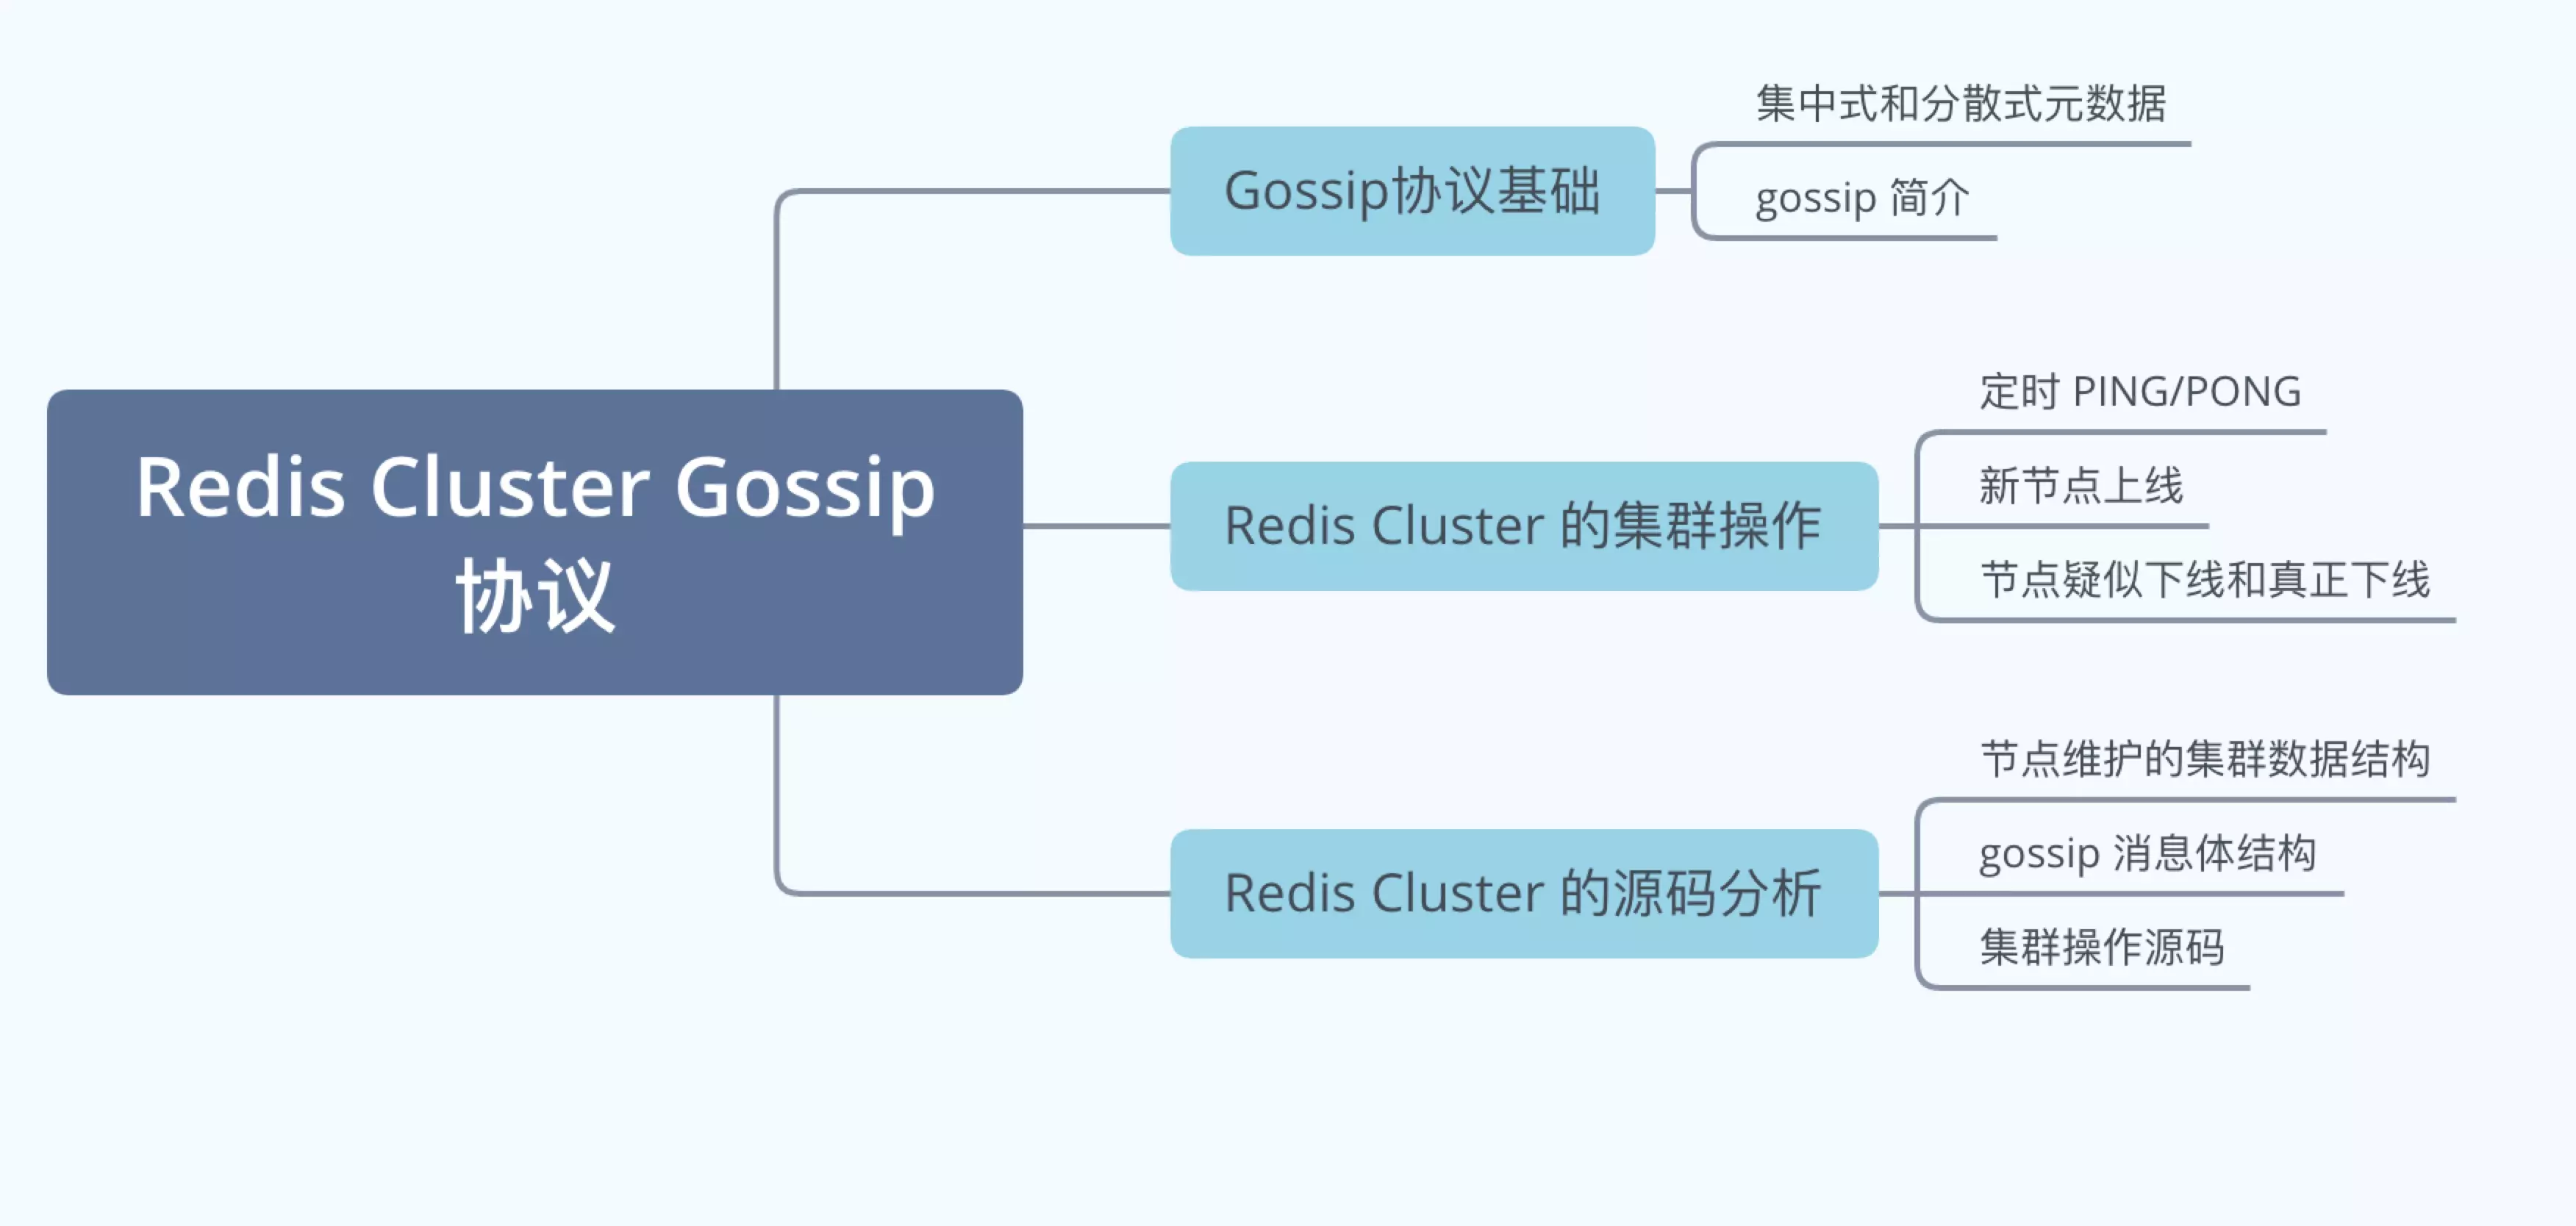 Redis Cluster Gossip
协议
Gossip协议基础
集中式和分散式元数据
gossip 简介
Redis Cluster 的集群操作
定时 PING/PONG
新节点上线
节点疑似下线和真正下线
Redis Cluster 的源码分析
节点维护的集群数据结构
gossip 消息体结构
集群操作源码